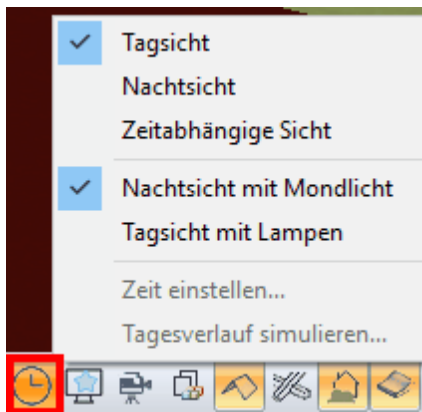 Tagsicht
Nachtsicht
Zeitabhängige Sicht
Nachtsicht mit Mondlicht
Tagsicht mit Lampen
Zeit einstellen...
Tagesverlauf simulieren...